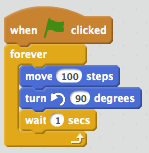 when clicked
forever
move 100 steps
turn 90 degrees
wait 1 secs